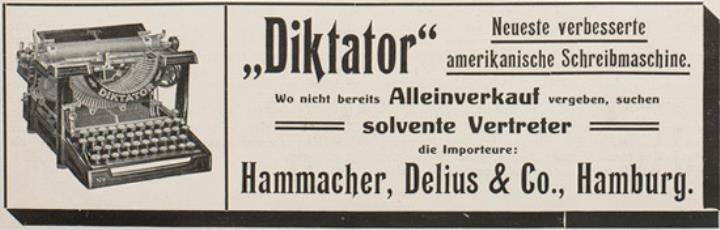 DIKTATOR
„Diktator“
Neueste verbesserte
amerikanische Schreibmaschine.
Wo nicht bereits Alleinverkauf vergeben, suchen
solvente Vertreter
die Importeure:
Hammacher, Delius & Co., Hamburg.